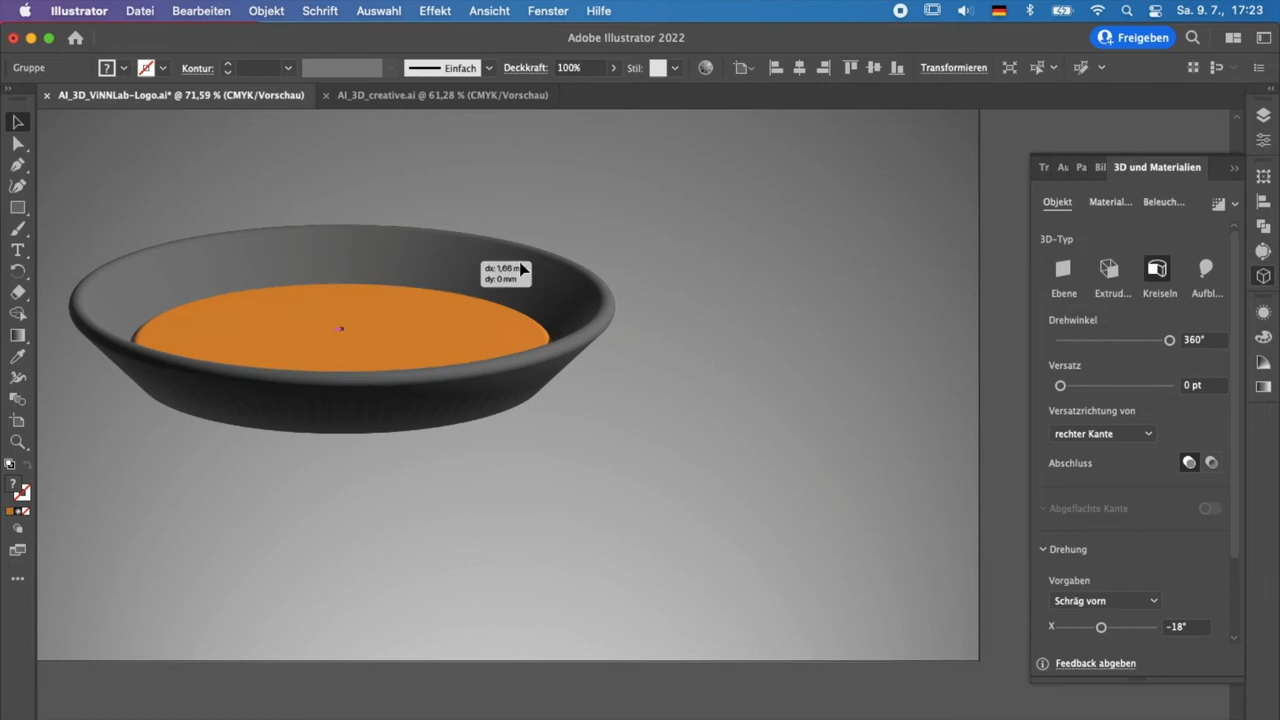 Illustrator Datei Bearbeiten Objekt Schrift Auswahl Effekt Ansicht Fenster Hilfe Sa. 9. 7., 17:23
Adobe Illustrator 2022 Freigeben
Gruppe ? Kontur: Einfach Deckkraft: 100% Stil: Transformieren
× AI_3D_ViNNLab-Logo.ai* @ 71,59 % (CMYK/Vorschau) × AI_3D_creative.ai @ 61,28 % (CMYK/Vorschau)
Tr Au Pa Bil 3D und Materialien
Objekt Material... Beleuch...
3D-Typ
Ebene Extrud... Kreiseln Aufbl...
Drehwinkel
360°
Versatz
0 pt
Versatzrichtung von
rechter Kante
Abschluss
Abgeflachte Kante
Drehung
Vorgaben
Schräg vorn
X -18°
Feedback abgeben
dx: 1,66 m
dy: 0 mm
?